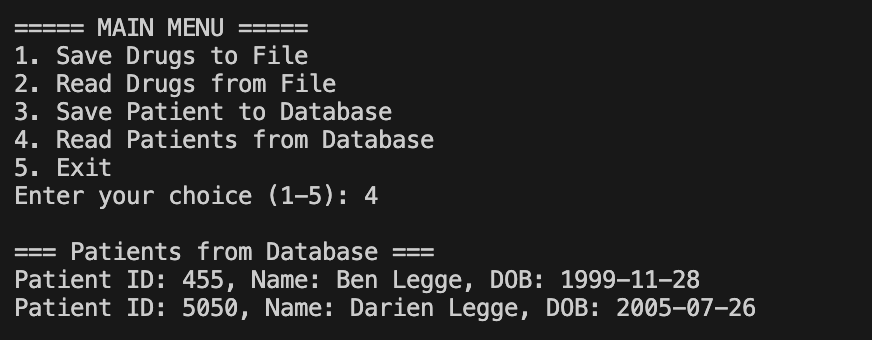 ===== MAIN MENU =====
1. Save Drugs to File
2. Read Drugs from File
3. Save Patient to Database
4. Read Patients from Database
5. Exit
Enter your choice (1-5): 4
=== Patients from Database ===
Patient ID: 455, Name: Ben Legge, DOB: 1999-11-28
Patient ID: 5050, Name: Darien Legge, DOB: 2005-07-26